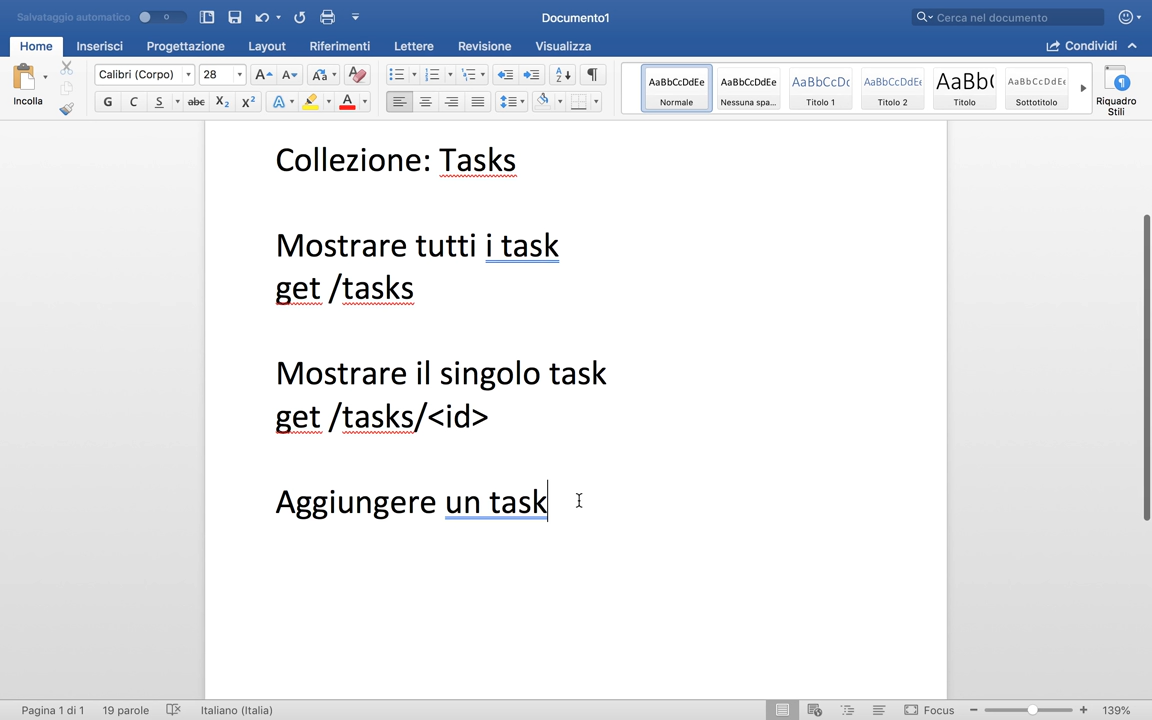 Salvataggio automatico 0
Documento1
Cerca nel documento
Home Inserisci Progettazione Layout Riferimenti Lettere Revisione Visualizza
Condividi
Calibri (Corpo) 28
Incolla
G C S abc X2 X2 A A
AaBbCcDdEe AaBbCcDdEe AaBbCcDc AaBbCcDdEe AaBb( AaBbCcDdEe
Normale Nessuna spa... Titolo 1 Titolo 2 Titolo Sottotitolo
Riquadro
Stili
Collezione: Tasks
Mostrare tutti i task
get /tasks
Mostrare il singolo task
get /tasks/<id>
Aggiungere un task
Pagina 1 di 1 19 parole Italiano (Italia) Focus 139%